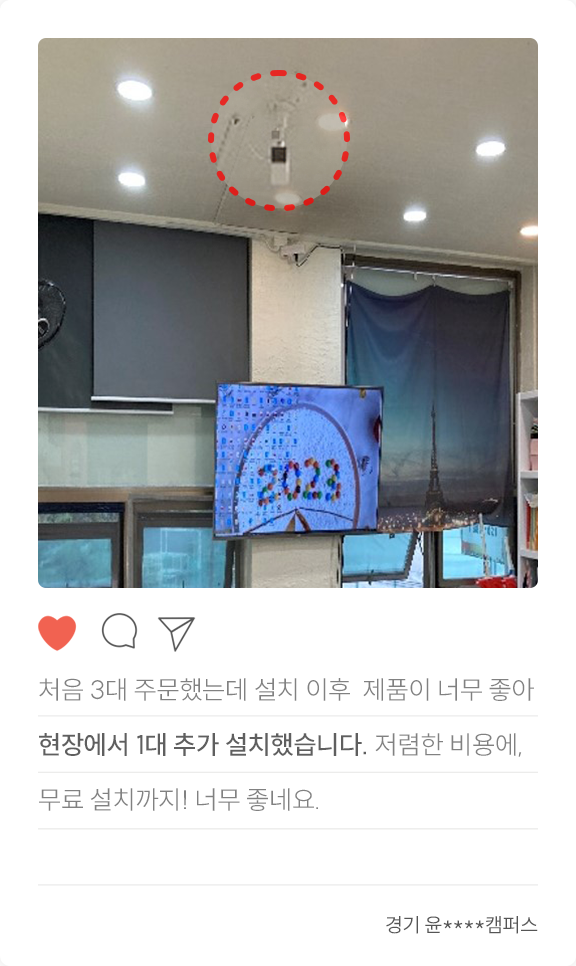 2023
처음 3대 주문했는데 설치 이후 제품이 너무 좋아
현장에서 1대 추가 설치했습니다. 저렴한 비용에,
무료 설치까지! 너무 좋네요.
경기 윤****캠퍼스